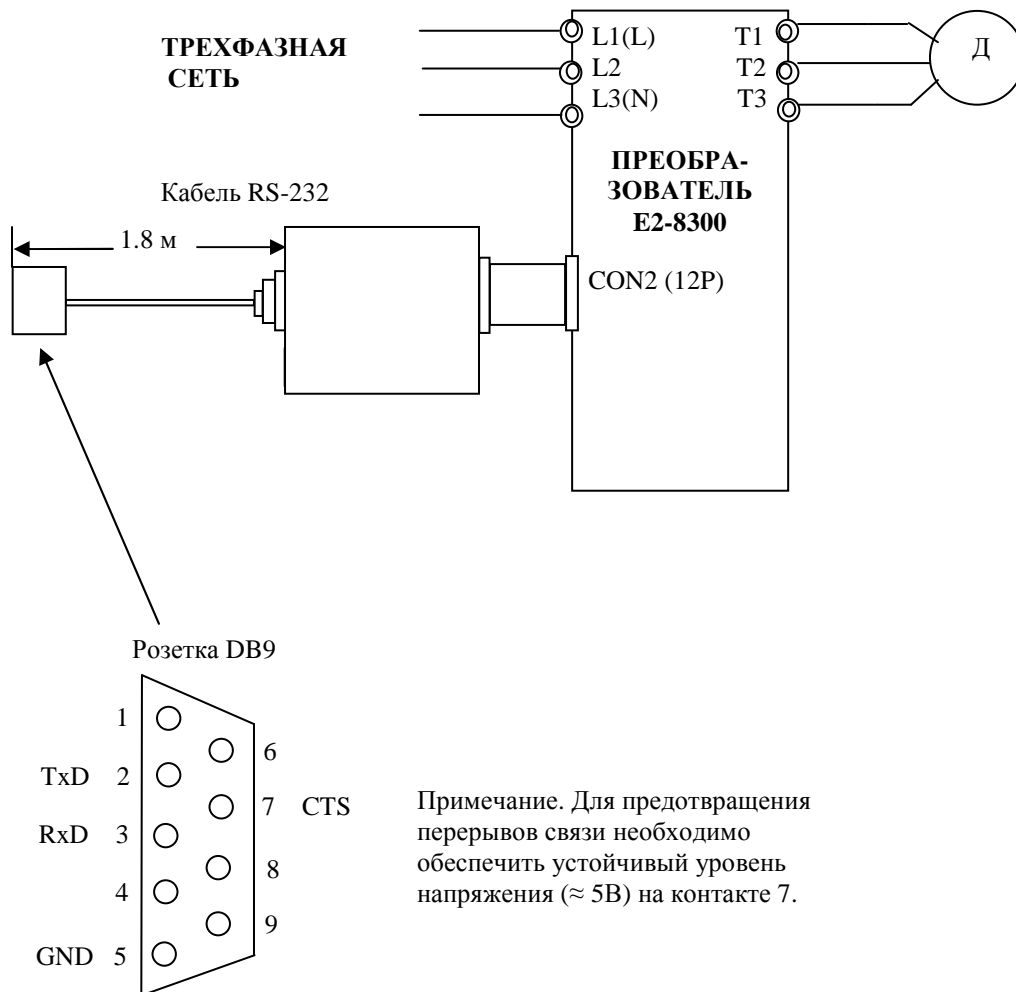 ТРЕХФАЗНАЯ
СЕТЬ
L1(L)
L2
L3(N)
T1
T2
T3
Д
ПРЕОБРА-
ЗОВАТЕЛЬ
E2-8300
Кабель RS-232
1.8 м
CON2 (12P)
Розетка DB9
1
6
TxD 2
7 CTS
RxD 3
8
4
9
GND 5
Примечание. Для предотвращения
перерывов связи необходимо
обеспечить устойчивый уровень
напряжения (≈ 5В) на контакте 7.